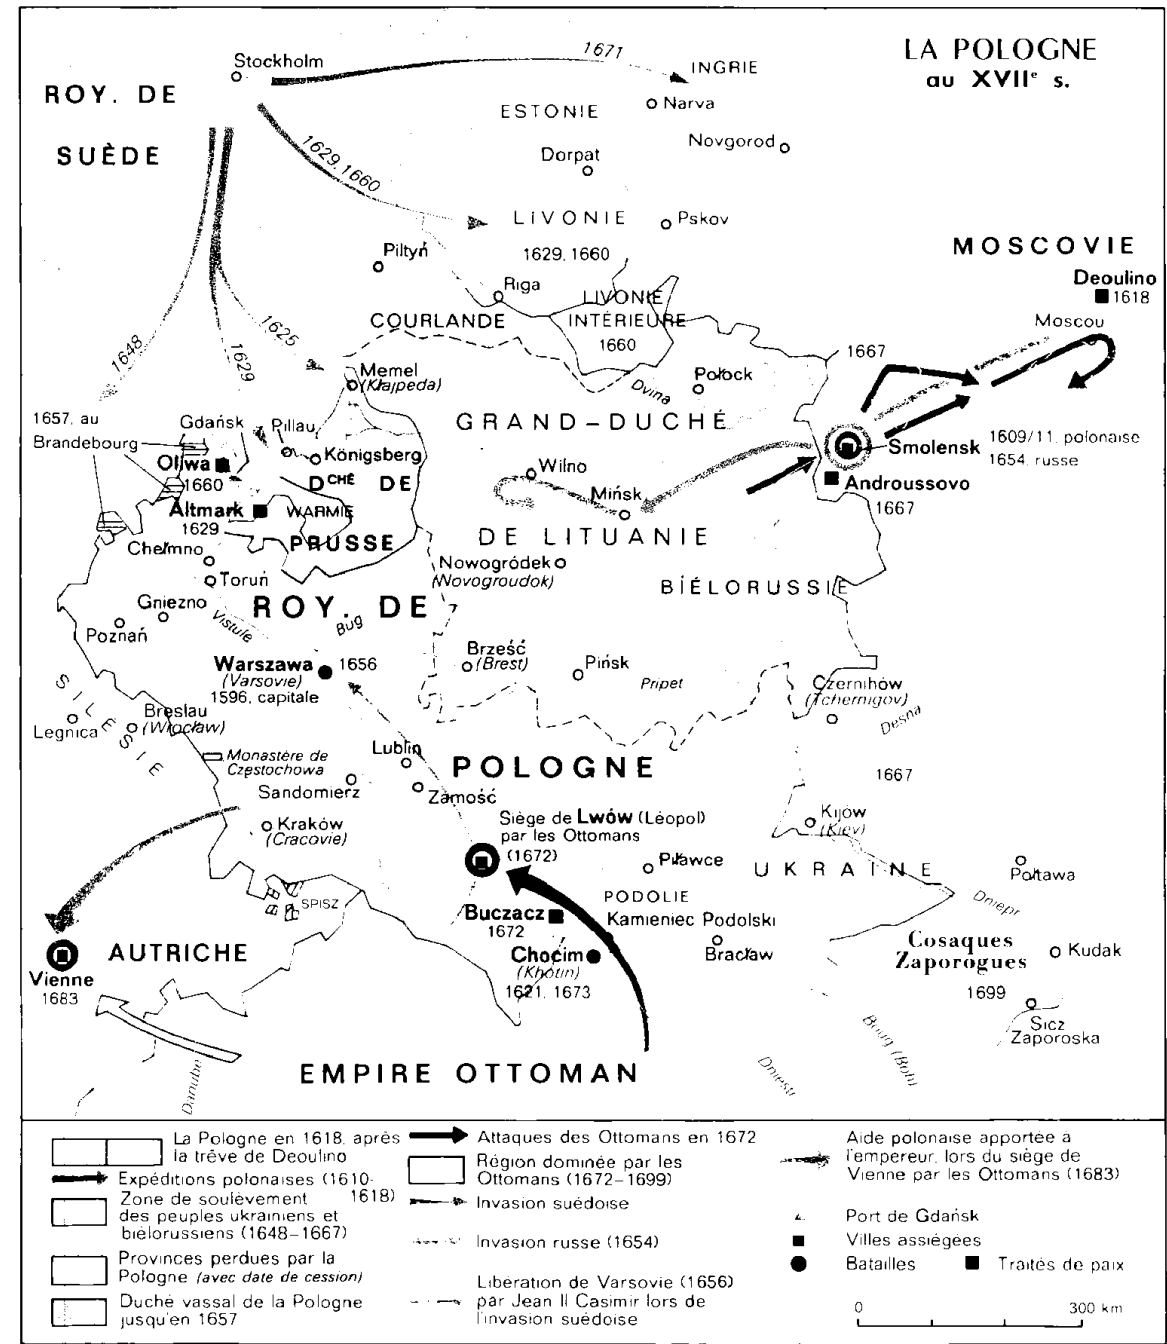 LA POLOGNE
au XVIIe s.
Stockholm
1671
INGRIE
ROY. DE
SUÈDE
ESTONIE
Narva
Novgorod
Dorpat
1629, 1660
LIVONIE
1629, 1660
Pskov
MOSCOVIE
Deoulino
1618
Moscou
Piltyń
Riga
LIVONIE
INTÉRIEURE
1660
COURLANDE
1625
1648
1629
Memel
(Kłajpeda)
Dvina
Połock
1667
1657, au
Brandebourg
Gdańsk
Pillau
Königsberg
Oliwa
1660
GRAND-DUCHÉ
Smolensk
1609/11, polonaise
1654, russe
Androussovo
1667
Wilno
Mińsk
DCHÉ DE
Altmark
1629
WARMIE
PRUSSE
DE LITUANIE
Chełmno
Toruń
Nowogródek
(Novogroudok)
BIÉLORUSSIE
Gniezno
Poznań
Vistule
ROY. DE
Bug
Warszawa
(Varsovie)
1596, capitale
1656
Brześć
(Brest)
Pińsk
Pripet
Czernihów
(Tchernigov)
Desna
SILÉSIE
Legnica
Breslau
(Wrocław)
Monastère de
Częstochowa
Lublin
POLOGNE
1667
Sandomierz
Zamość
Kraków
(Cracovie)
Siège de Lwów (Léopol)
par les Ottomans
(1672)
Kijów
(Kiev)
Piławce
UKRAINE
Połtawa
SPISZ
PODOLIE
Dniepr
Buczacz
1672
Kamieniec Podolski
Bracław
Cosaques
Zaporogues
1699
Kudak
AUTRICHE
Vienne
1683
Chocim
(Khotin)
1621, 1673
Sicz
Zaporoska
Boug (Boh)
Dniestr
Danube
EMPIRE OTTOMAN
La Pologne en 1618, après
la trêve de Deoulino
Expéditions polonaises (1610-
1618)
Zone de soulèvement
des peuples ukrainiens et
biélorussiens (1648-1667)
Provinces perdues par la
Pologne (avec date de cession)
Duché vassal de la Pologne
jusqu'en 1657
Attaques des Ottomans en 1672
Région dominée par les
Ottomans (1672-1699)
Invasion suédoise
Invasion russe (1654)
Libération de Varsovie (1656)
par Jean II Casimir lors de
l'invasion suédoise
Aide polonaise apportée à
l'empereur, lors du siège de
Vienne par les Ottomans (1683)
Port de Gdańsk
Villes assiégées
Batailles
Traités de paix
0 300 km